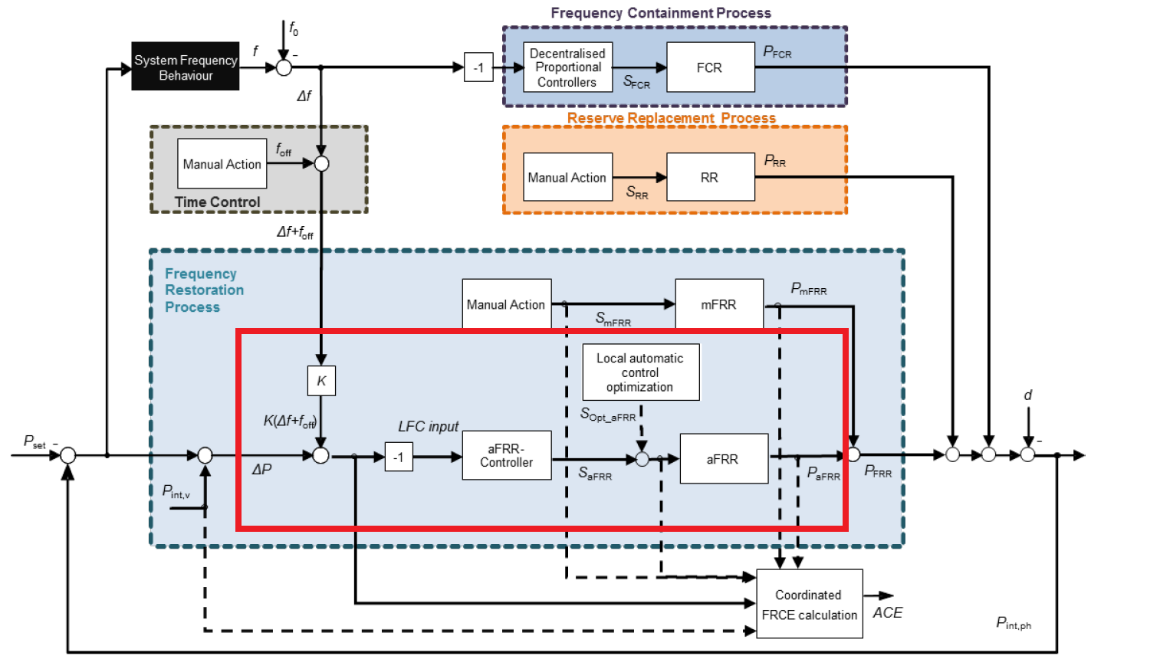 Frequency Containment Process
f0
System Frequency
Behaviour
f
-
-1
Decentralised
Proportional
Controllers
SFCR
FCR
PFCR
Δf
Reserve Replacement Process
Manual Action
foff
Time Control
Manual Action
SRR
RR
PRR
Δf+foff
Frequency
Restoration
Process
Manual Action
SmFRR
mFRR
PmFRR
Local automatic
control
optimization
K
K(Δf+foff)
LFC input
SOpt_aFRR
d
-
Pset -
ΔP
-1
aFRR-
Controller
SaFRR
aFRR
PaFRR
PFRR
Pint,v
Coordinated
FRCE calculation
ACE
Pint,ph